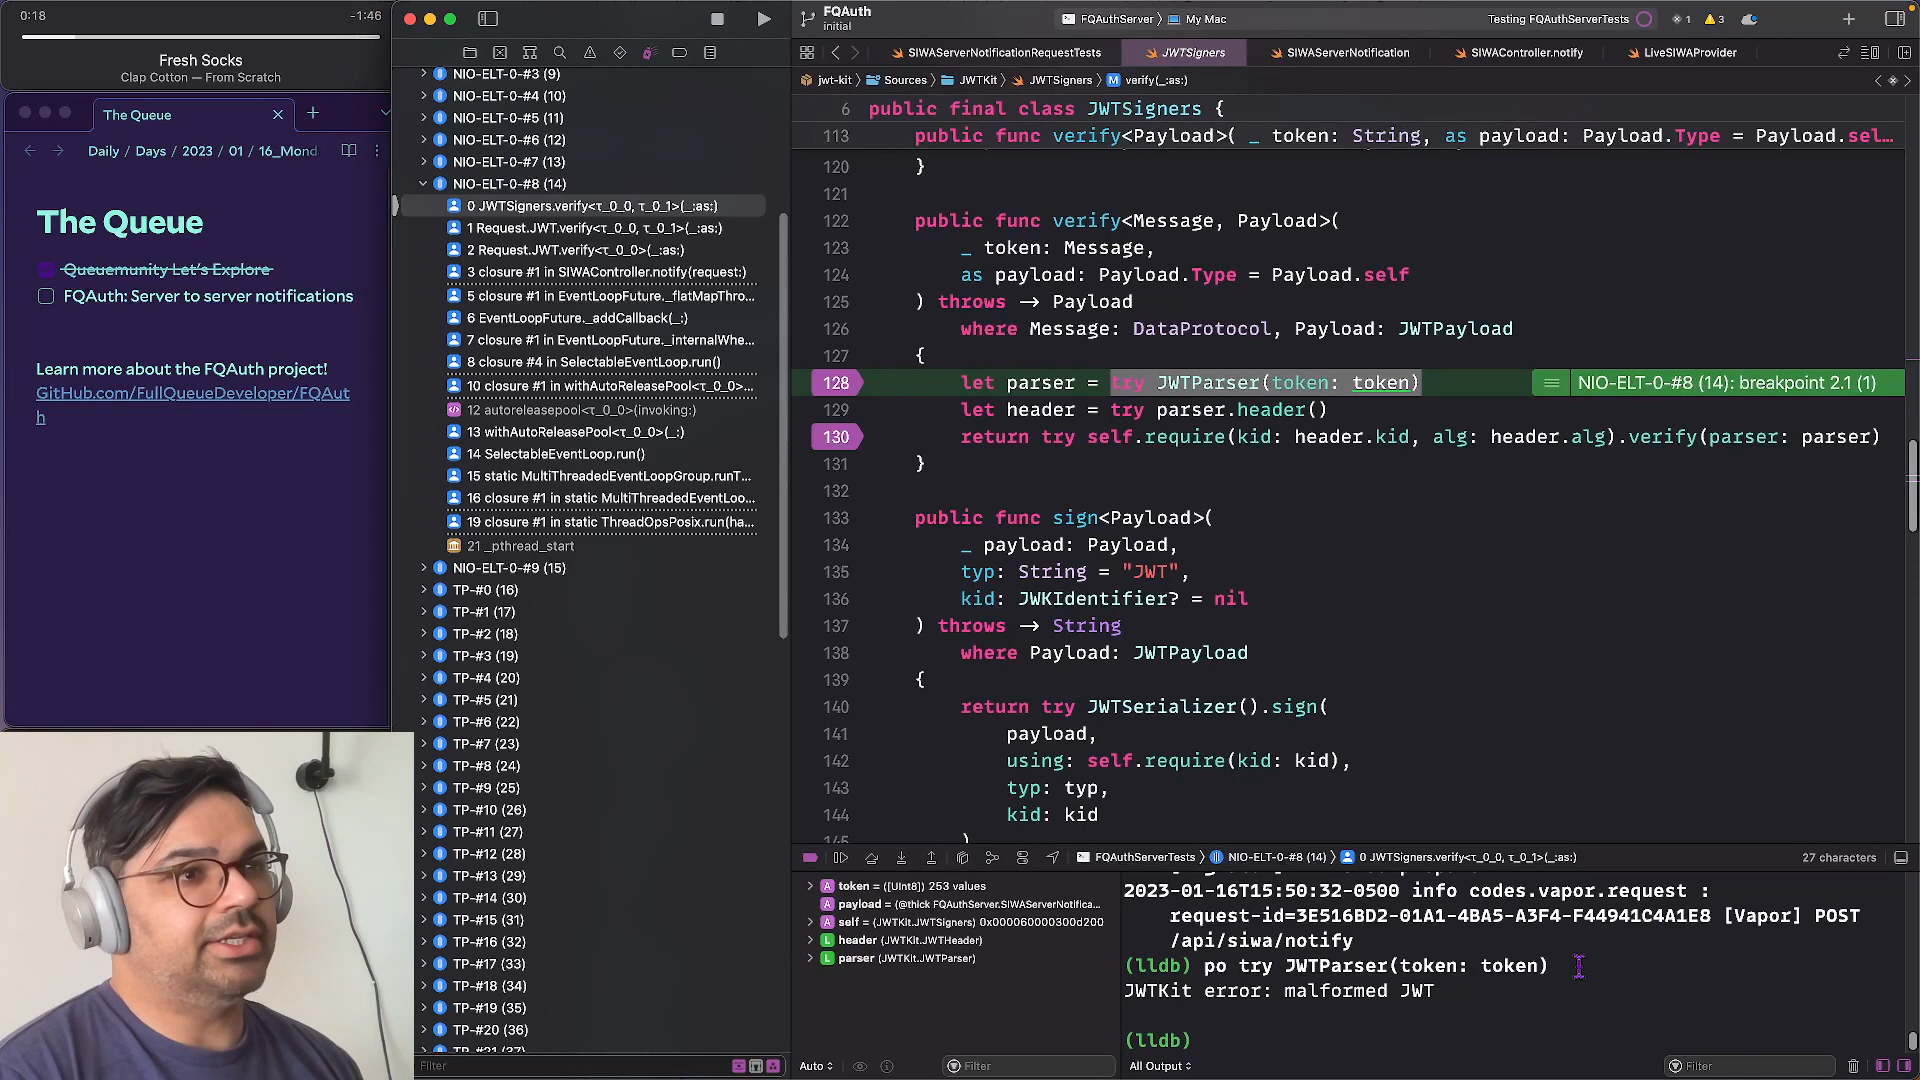 0:18
-1:46
Fresh Socks
Clap Cotton — From Scratch
The Queue
Daily / Days / 2023 / 01 / 16_Mond
The Queue
Queuemunity Let's Explore
FQAuth: Server to server notifications
Learn more about the FQAuth project!
GitHub.com/FullQueueDeveloper/FQAut
h
NIO-ELT-0-#3 (9)
NIO-ELT-0-#4 (10)
NIO-ELT-0-#5 (11)
NIO-ELT-0-#6 (12)
NIO-ELT-0-#7 (13)
NIO-ELT-0-#8 (14)
0 JWTSigners.verify<τ_0_0, τ_0_1>(_:as:)
1 Request.JWT.verify<τ_0_0, τ_0_1>(_:as:)
2 Request.JWT.verify<τ_0_0>(_:as:)
3 closure #1 in SIWAController.notify(request:)
5 closure #1 in EventLoopFuture._flatMapThro...
6 EventLoopFuture._addCallback(_:)
7 closure #1 in EventLoopFuture._internalWhe...
8 closure #4 in SelectableEventLoop.run()
10 closure #1 in withAutoReleasePool<τ_0_0>...
12 autoreleasepool<τ_0_0>(invoking:)
13 withAutoReleasePool<τ_0_0>(_:)
14 SelectableEventLoop.run()
15 static MultiThreadedEventLoopGroup.runT...
16 closure #1 in static MultiThreadedEventLoo...
19 closure #1 in static ThreadOpsPosix.run(ha...
21 _pthread_start
NIO-ELT-0-#9 (15)
TP-#0 (16)
TP-#1 (17)
TP-#2 (18)
TP-#3 (19)
TP-#4 (20)
TP-#5 (21)
TP-#6 (22)
TP-#7 (23)
TP-#8 (24)
TP-#9 (25)
TP-#10 (26)
TP-#11 (27)
TP-#12 (28)
TP-#13 (29)
TP-#14 (30)
TP-#15 (31)
TP-#16 (32)
TP-#17 (33)
TP-#18 (34)
TP-#19 (35)
TP-#20 (36)
TP-#21 (37)
Filter
FQAuth
initial
FQAuthServer > My Mac
Testing FQAuthServerTests
1
3
SIWAServerNotificationRequestTests
JWTSigners
SIWAServerNotification
SIWAController.notify
LiveSIWAProvider
jwt-kit > Sources > JWTKit > JWTSigners > M verify(_:as:)
6 public final class JWTSigners {
113 public func verify<Payload>( _ token: String, as payload: Payload.Type = Payload.sel...
120 }
121
122 public func verify<Message, Payload>(
123 _ token: Message,
124 as payload: Payload.Type = Payload.self
125 ) throws -> Payload
126 where Message: DataProtocol, Payload: JWTPayload
127 {
128 let parser = try JWTParser(token: token)
NIO-ELT-0-#8 (14): breakpoint 2.1 (1)
129 let header = try parser.header()
130 return try self.require(kid: header.kid, alg: header.alg).verify(parser: parser)
131 }
132
133 public func sign<Payload>(
134 _ payload: Payload,
135 typ: String = "JWT",
136 kid: JWKIdentifier? = nil
137 ) throws -> String
138 where Payload: JWTPayload
139 {
140 return try JWTSerializer().sign(
141 payload,
142 using: self.require(kid: kid),
143 typ: typ,
144 kid: kid
145 )
FQAuthServerTests > NIO-ELT-0-#8 (14) > 0 JWTSigners.verify<τ_0_0, τ_0_1>(_:as:)
27 characters
A token = ([UInt8]) 253 values
A payload = (@thick FQAuthServer.SIWAServerNotifica...
A self = (JWTKit.JWTSigners) 0x000060000300d200
L header (JWTKit.JWTHeader)
L parser (JWTKit.JWTParser)
Auto
Filter
2023-01-16T15:50:32-0500 info codes.vapor.request :
request-id=3E516BD2-01A1-4BA5-A3F4-F44941C4A1E8 [Vapor] POST
/api/siwa/notify
(lldb) po try JWTParser(token: token)
JWTKit error: malformed JWT
(lldb)
All Output
Filter